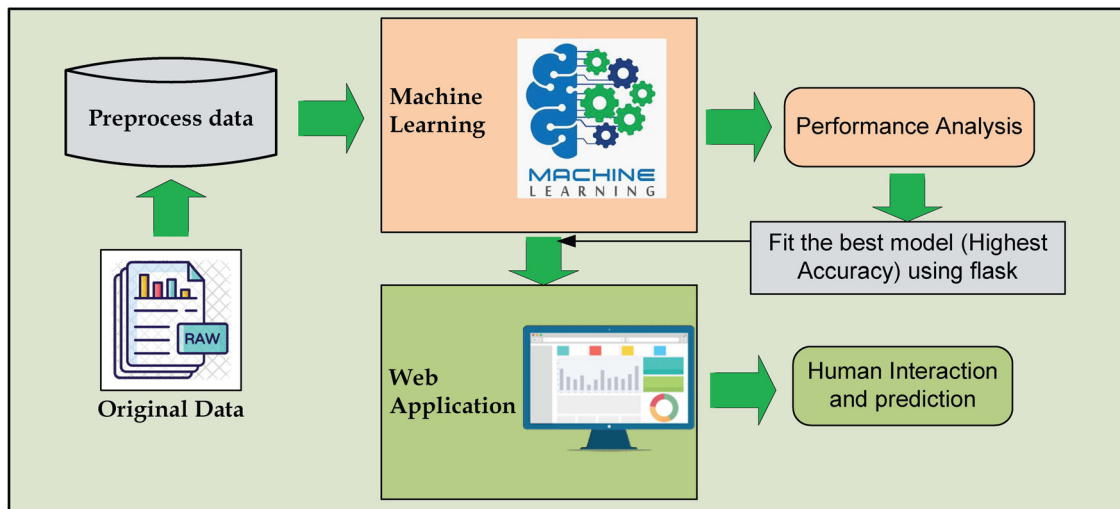 Preprocess data
Machine
Learning
MACHINE
LEARNING
Performance Analysis
Fit the best model (Highest
Accuracy) using flask
RAW
Original Data
Web
Application
Human Interaction
and prediction